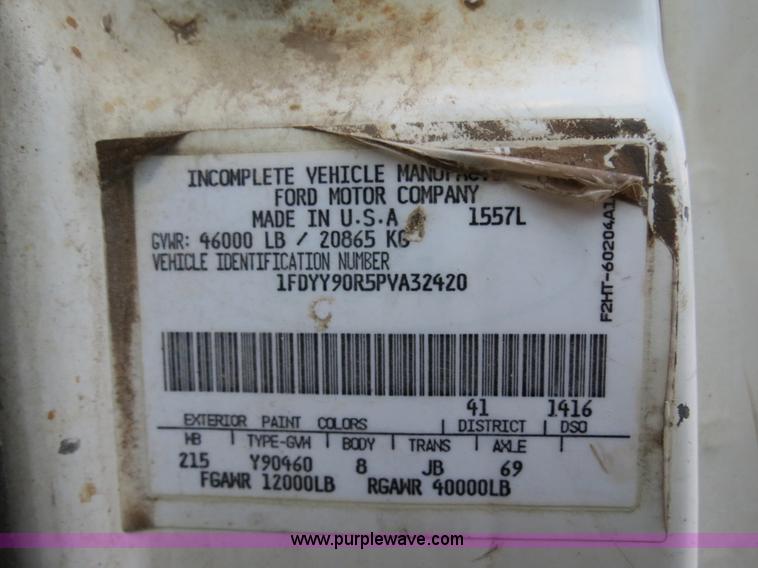 INCOMPLETE VEHICLE
FORD MOTOR COMPANY
MADE IN U.S.A 1557L
GVWR: 46000 LB / 20865 KG
VEHICLE IDENTIFICATION NUMBER
1FDYY90R5PVA32420
C
41 1416
EXTERIOR PAINT COLORS DISTRICT DSO
WB TYPE-GVW BODY TRANS AXLE
215 Y90460 8 JB 69
FGAWR 12000LB RGAWR 40000LB
www.purplewave.com